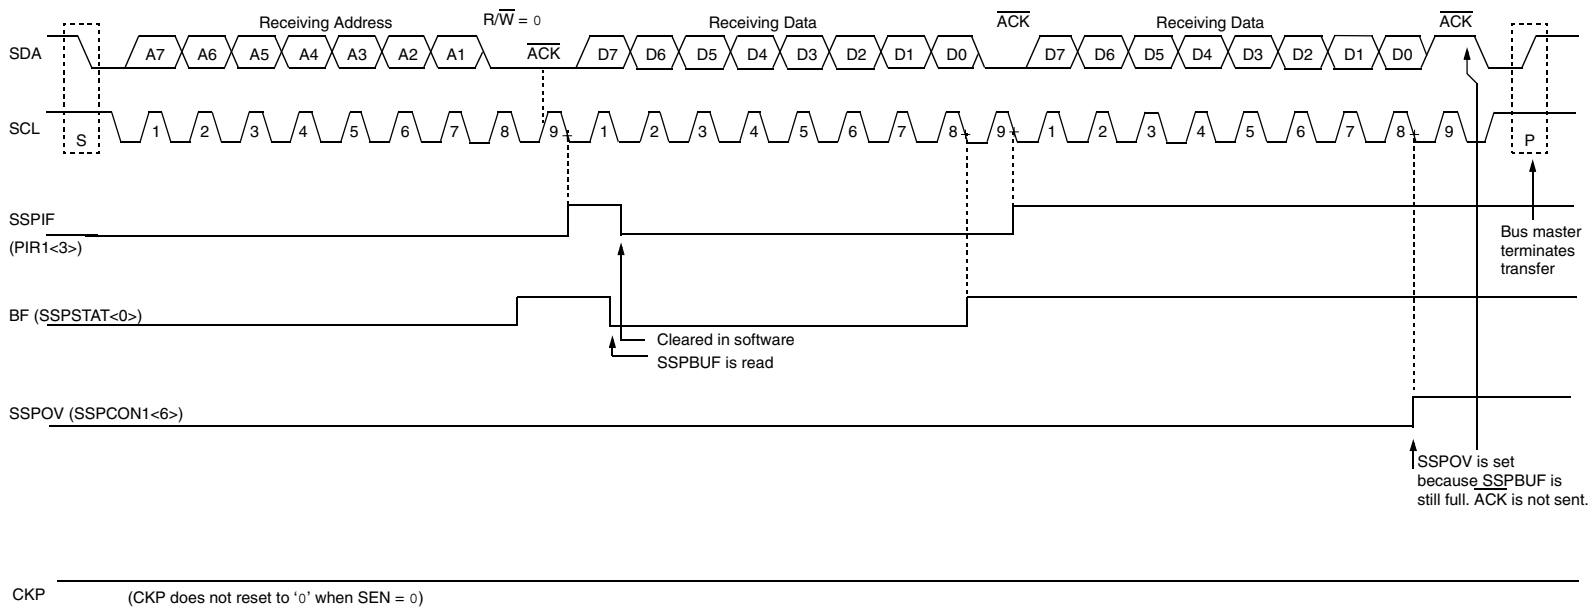 Receiving Address R/W = 0 Receiving Data ACK Receiving Data ACK
SDA A7 A6 A5 A4 A3 A2 A1 ACK D7 D6 D5 D4 D3 D2 D1 D0 D7 D6 D5 D4 D3 D2 D1 D0
SCL S 1 2 3 4 5 6 7 8 9 1 2 3 4 5 6 7 8 9 1 2 3 4 5 6 7 8 9 P
SSPIF
(PIR1<3>)
Bus master
terminates
transfer
BF (SSPSTAT<0>)
Cleared in software
SSPBUF is read
SSPOV (SSPCON1<6>)
SSPOV is set
because SSPBUF is
still full. ACK is not sent.
CKP (CKP does not reset to ‘0’ when SEN = 0)